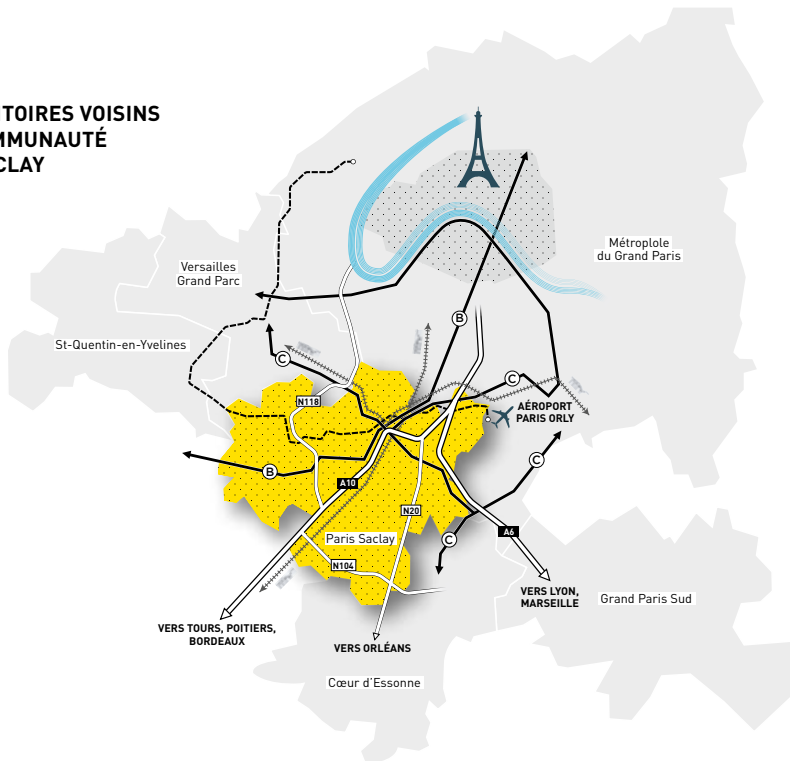 TOIRES VOISINS
MMUNAUTÉ
CLAY
Métroplole
du Grand Paris
Versailles
Grand Parc
B
St-Quentin-en-Yvelines
C
C
N118
AÉROPORT
PARIS ORLY
C
B
A10
N20
A6
Paris Saclay
C
N104
VERS LYON,
MARSEILLE
Grand Paris Sud
VERS TOURS, POITIERS,
BORDEAUX
VERS ORLÉANS
Cœur d'Essonne